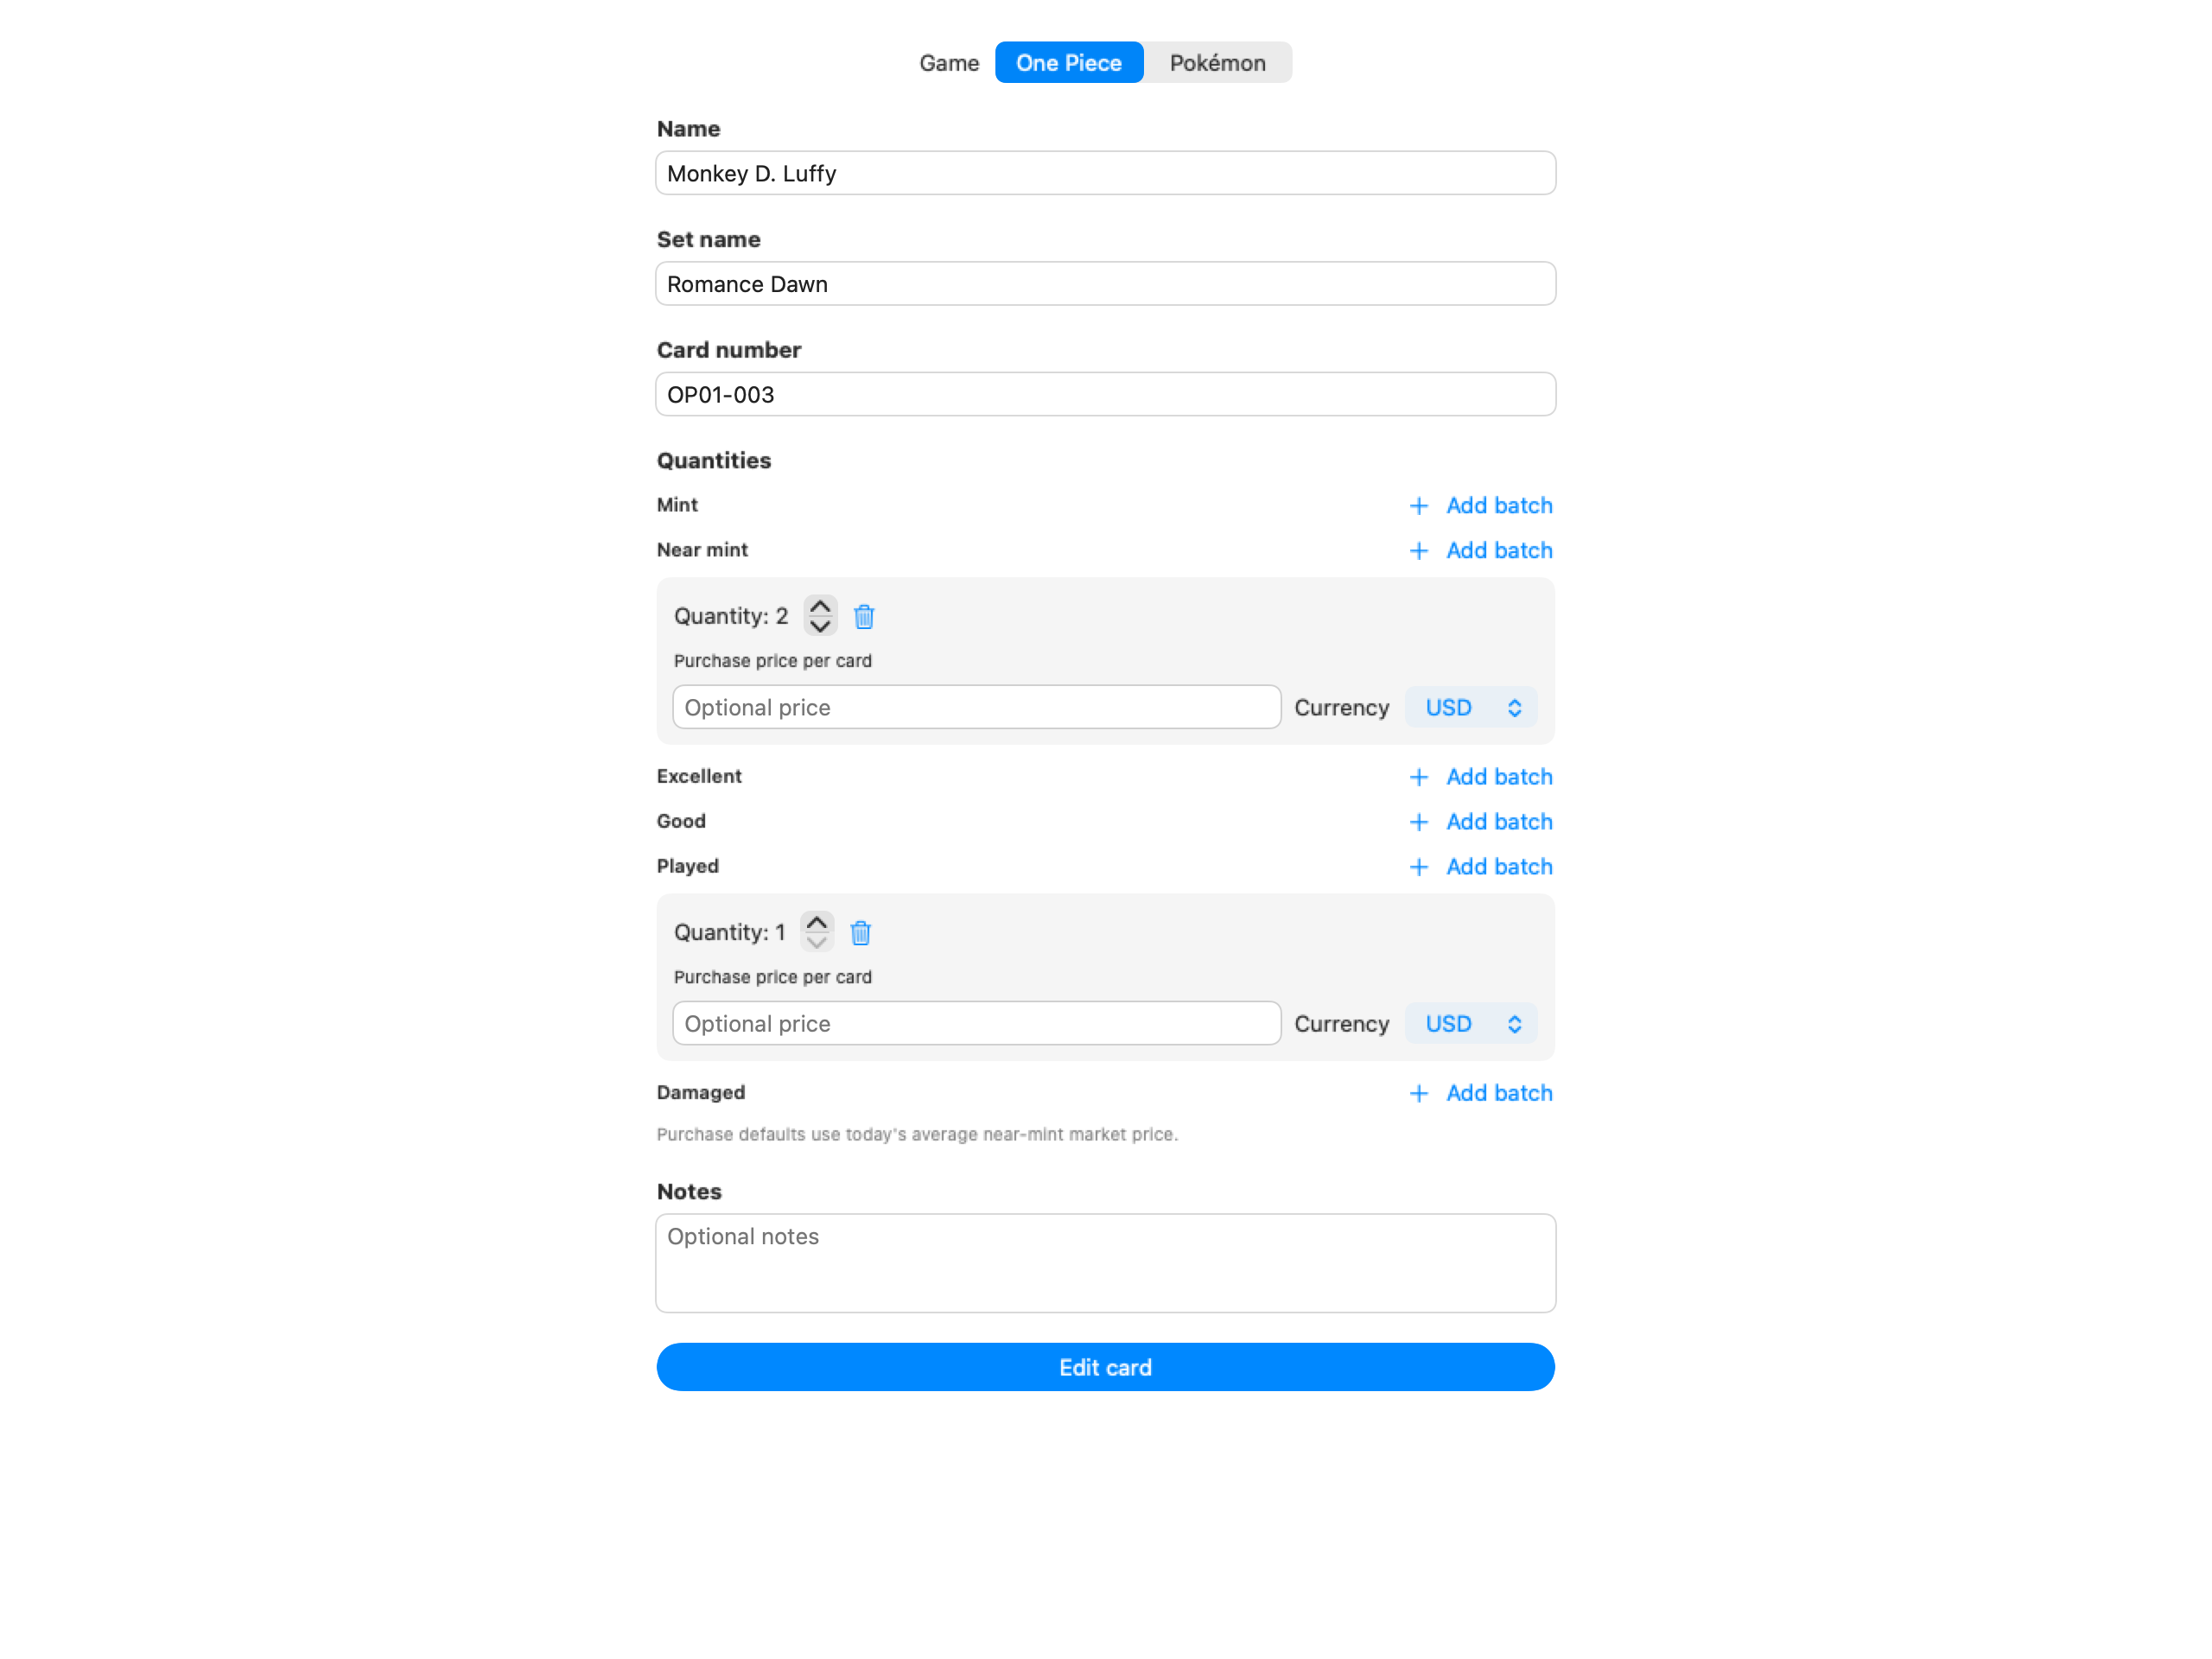 Game One Piece Pokémon
Name
Monkey D. Luffy
Set name
Romance Dawn
Card number
OP01-003
Quantities
Mint + Add batch
Near mint + Add batch
Quantity: 2
Purchase price per card
Optional price Currency USD
Excellent + Add batch
Good + Add batch
Played + Add batch
Quantity: 1
Purchase price per card
Optional price Currency USD
Damaged + Add batch
Purchase defaults use today's average near-mint market price.
Notes
Optional notes
Edit card